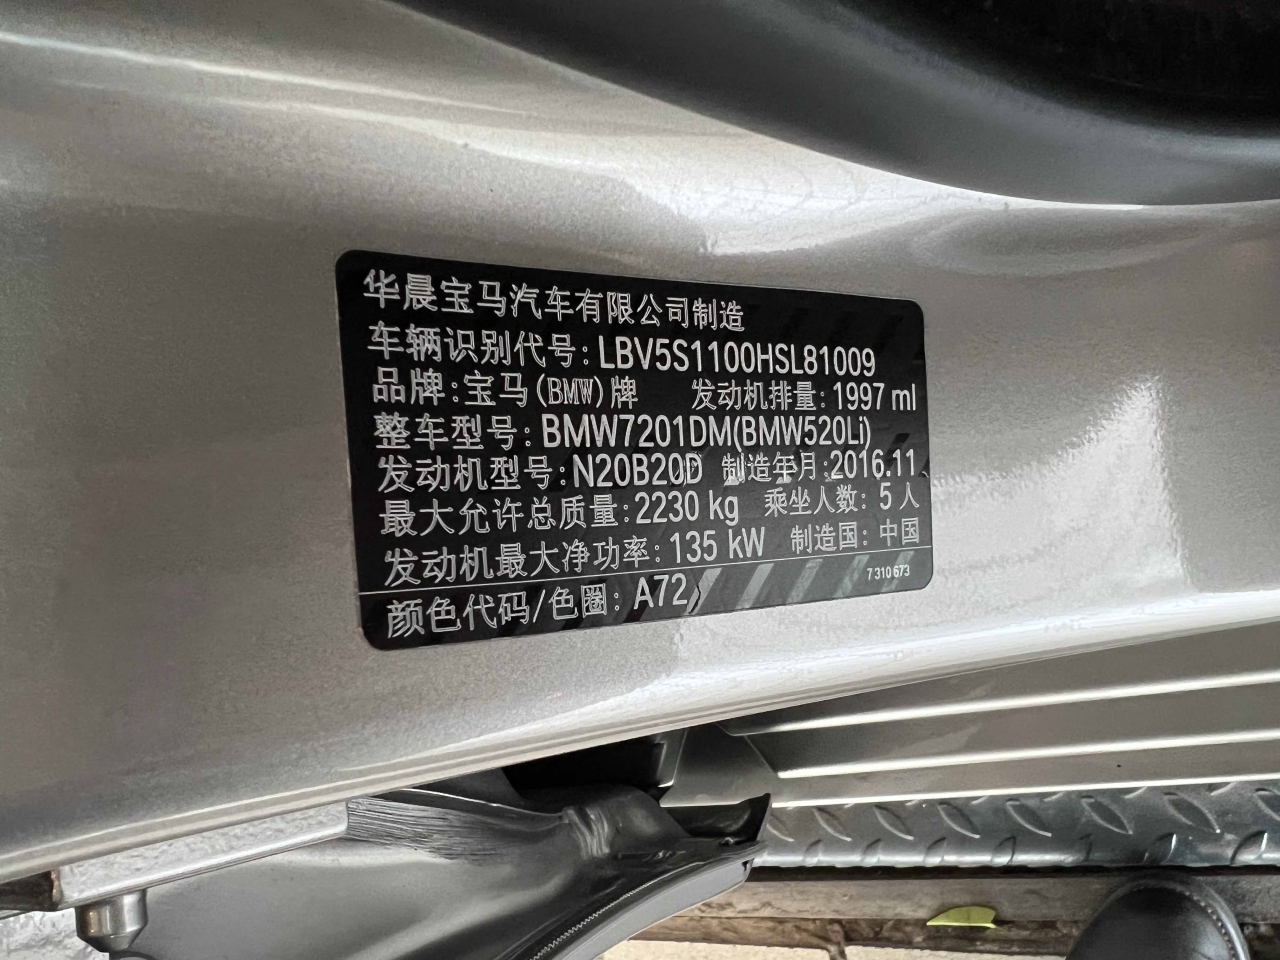 华晨宝马汽车有限公司制造
车辆识别代号: LBV5S1100HSL81009
品牌: 宝马(BMW)牌 发动机排量: 1997 ml
整车型号: BMW7201DM(BMW520Li)
发动机型号: N20B20D 制造年月: 2016.11
最大允许总质量: 2230 kg 乘坐人数: 5 人
发动机最大净功率: 135 kW 制造国: 中国
7 310 673
颜色代码/色圈: A72